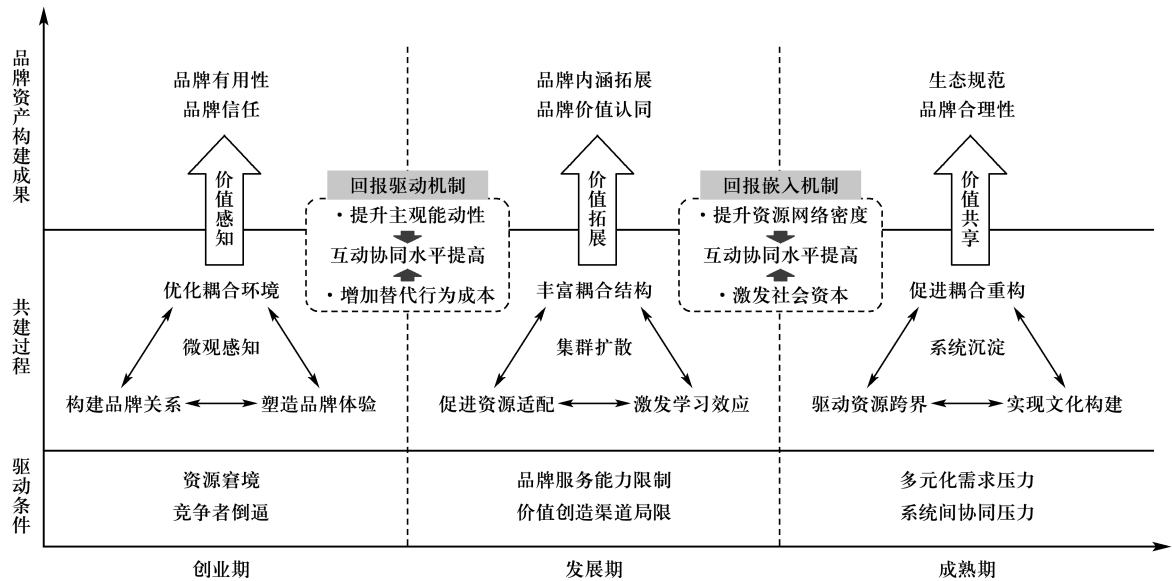 品牌资产构建成果
品牌有用性
品牌信任
价值感知
品牌内涵拓展
品牌价值认同
价值拓展
生态规范
品牌合理性
价值共享
回报驱动机制
·提升主观能动性
互动协同水平提高
·增加替代行为成本
回报嵌入机制
·提升资源网络密度
互动协同水平提高
·激发社会资本
共建过程
优化耦合环境
微观感知
构建品牌关系
塑造品牌体验
丰富耦合结构
集群扩散
促进资源适配
激发学习效应
促进耦合重构
系统沉淀
驱动资源跨界
实现文化构建
驱动条件
资源窘境
竞争者倒逼
品牌服务能力限制
价值创造渠道局限
多元化需求压力
系统间协同压力
创业期
发展期
成熟期